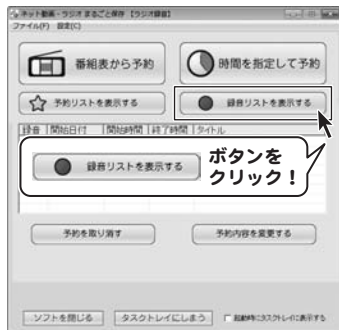 ネット動画・ラジオ まるごと保存 【ラジオ録音】
ファイル(F) 設定(C)
番組表から予約
時間を指定して予約
予約リストを表示する
録音リストを表示する
録音 開始日付 開始時間 終了時間 タイトル
録音リストを表示する
ボタンを
クリック!
予約を取り消す
予約内容を変更する
ソフトを閉じる
タスクトレイにしまう
起動時にタスクトレイに表示する